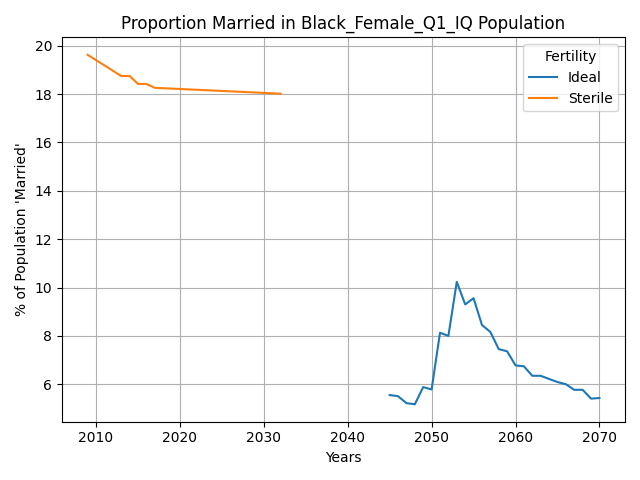 Proportion Married in Black_Female_Q1_IQ Population
% of Population 'Married'
20
18
16
14
12
10
8
6
Fertility
Ideal
Sterile
2010 2020 2030 2040 2050 2060 2070
Years